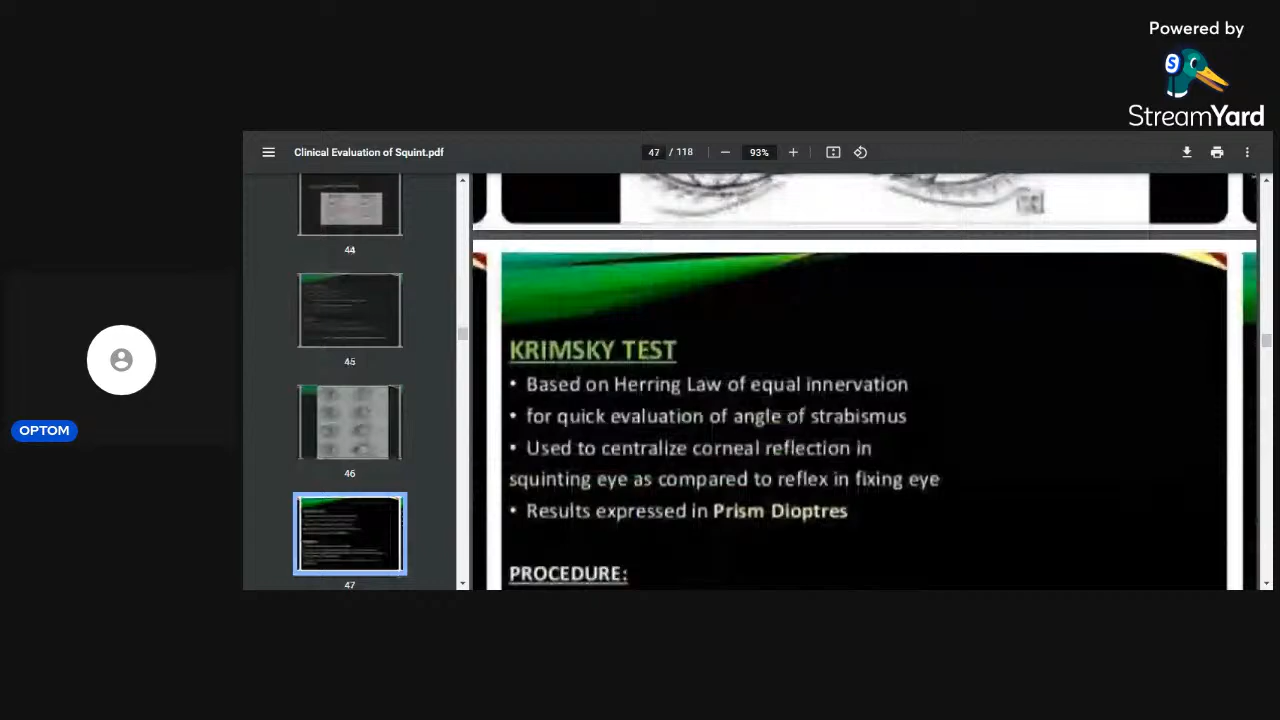 Powered by
StreamYard
Clinical Evaluation of Squint.pdf
47 / 118
93%
44
45
46
47
OPTOM
KRIMSKY TEST
• Based on Herring Law of equal innervation
• for quick evaluation of angle of strabismus
• Used to centralize corneal reflection in
squinting eye as compared to reflex in fixing eye
• Results expressed in Prism Dioptres
PROCEDURE: